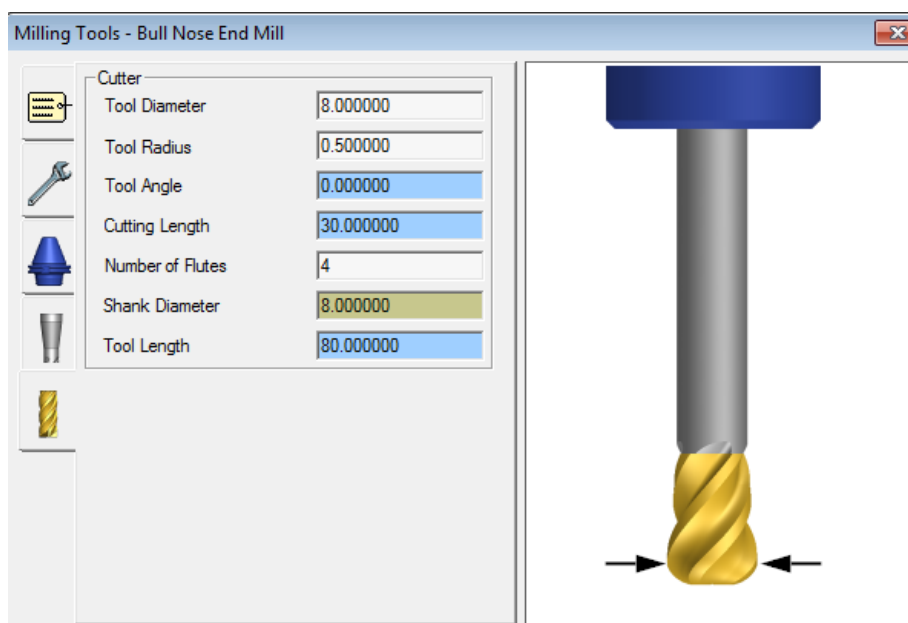 Milling Tools - Bull Nose End Mill
Cutter
Tool Diameter 8.000000
Tool Radius 0.500000
Tool Angle 0.000000
Cutting Length 30.000000
Number of Flutes 4
Shank Diameter 8.000000
Tool Length 80.000000